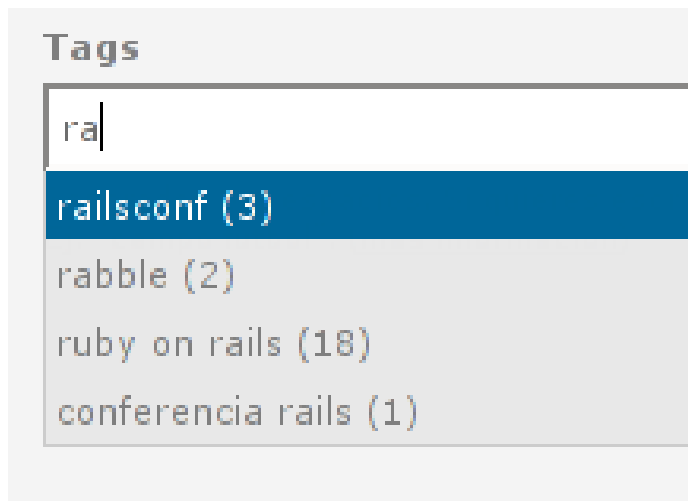 Tags
ra
railsconf (3)
rabble (2)
ruby on rails (18)
conferencia rails (1)